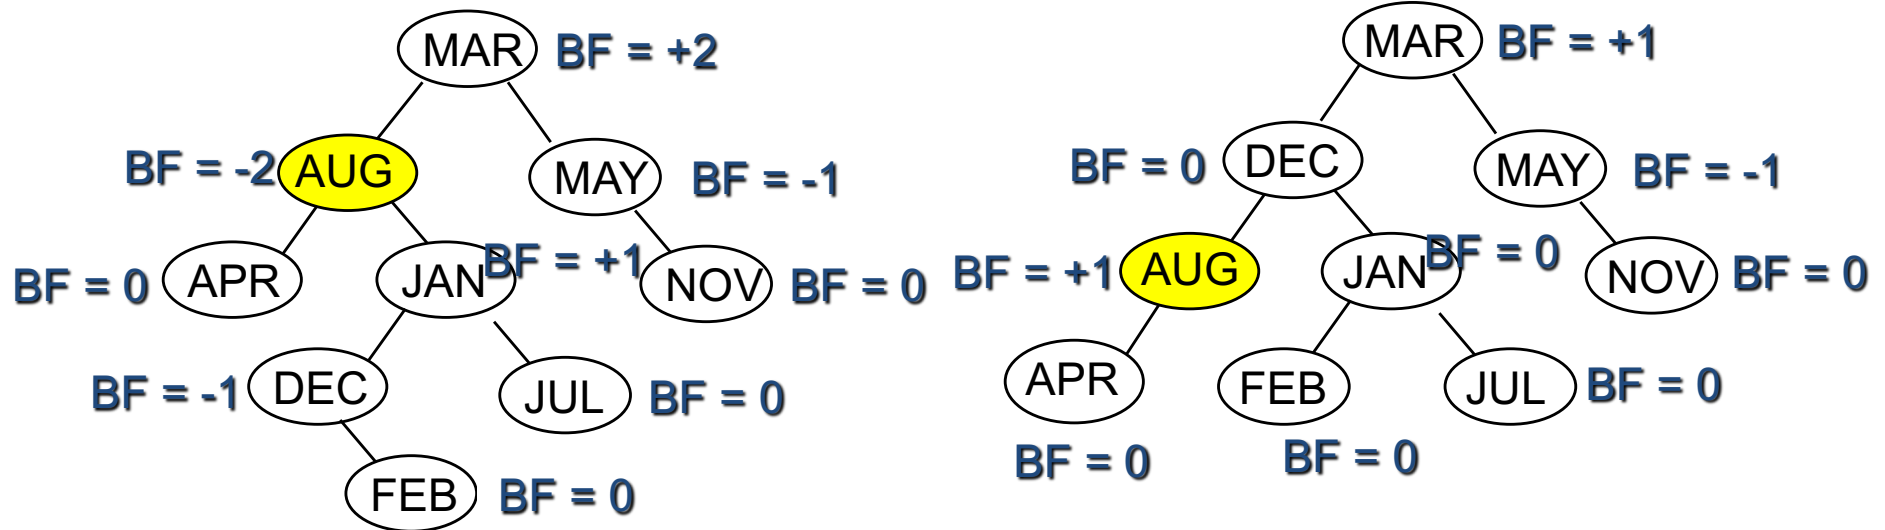 MAR BF = +2
BF = -2 AUG MAY BF = -1
BF = 0 APR JAN BF = +1 NOV BF = 0
BF = -1 DEC JUL BF = 0
FEB BF = 0
MAR BF = +1
BF = 0 DEC MAY BF = -1
BF = +1 AUG JAN BF = 0 NOV BF = 0
APR FEB JUL BF = 0
BF = 0 BF = 0